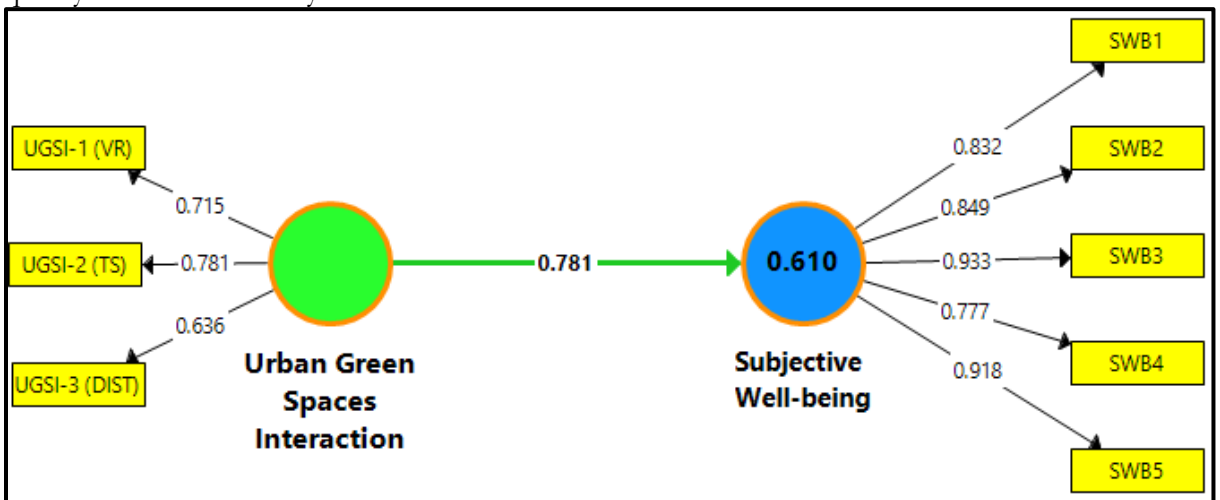 SWB1
UGSI-1 (VR)
0.832
SWB2
0.715
0.849
UGSI-2 (TS)
0.781
0.781
0.610
0.933
SWB3
0.636
0.777
UGSI-3 (DIST)
Urban Green
Spaces
Interaction
Subjective
Well-being
0.918
SWB4
SWB5